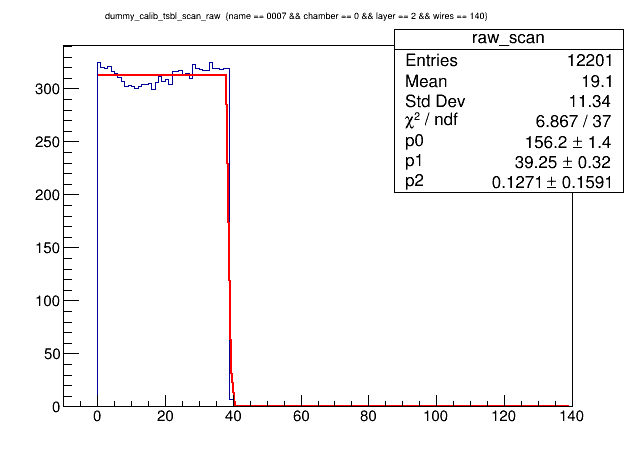 dummy_calib_tsbl_scan_raw (name == 0007 && chamber == 0 && layer == 2 && wires == 140)
raw_scan
Entries 12201
Mean 19.1
Std Dev 11.34
χ² / ndf 6.867 / 37
p0 156.2 ± 1.4
p1 39.25 ± 0.32
p2 0.1271 ± 0.1591
300
250
200
150
100
50
0
0 20 40 60 80 100 120 140